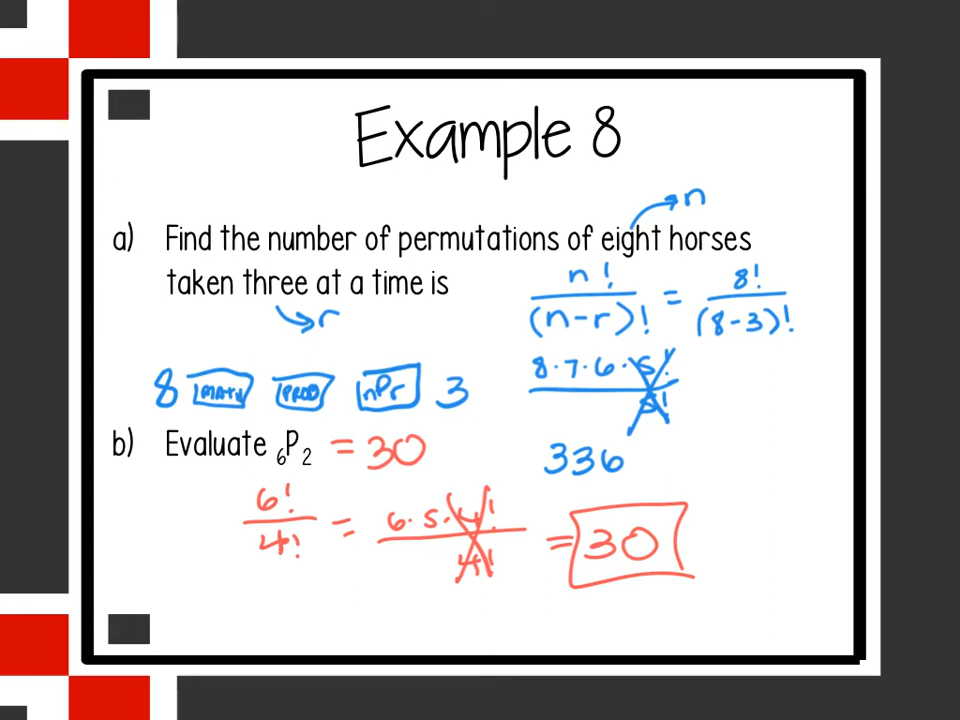 Example 8
n
a) Find the number of permutations of eight horses
taken three at a time is
r
n! / (n-r)! = 8! / (8-3)!
8·7·6·5! / 5!
8 MATH PROB nPr 3
336
b) Evaluate ₆P₂ = 30
6! / 4! = 6·5·4! / 4! = 30